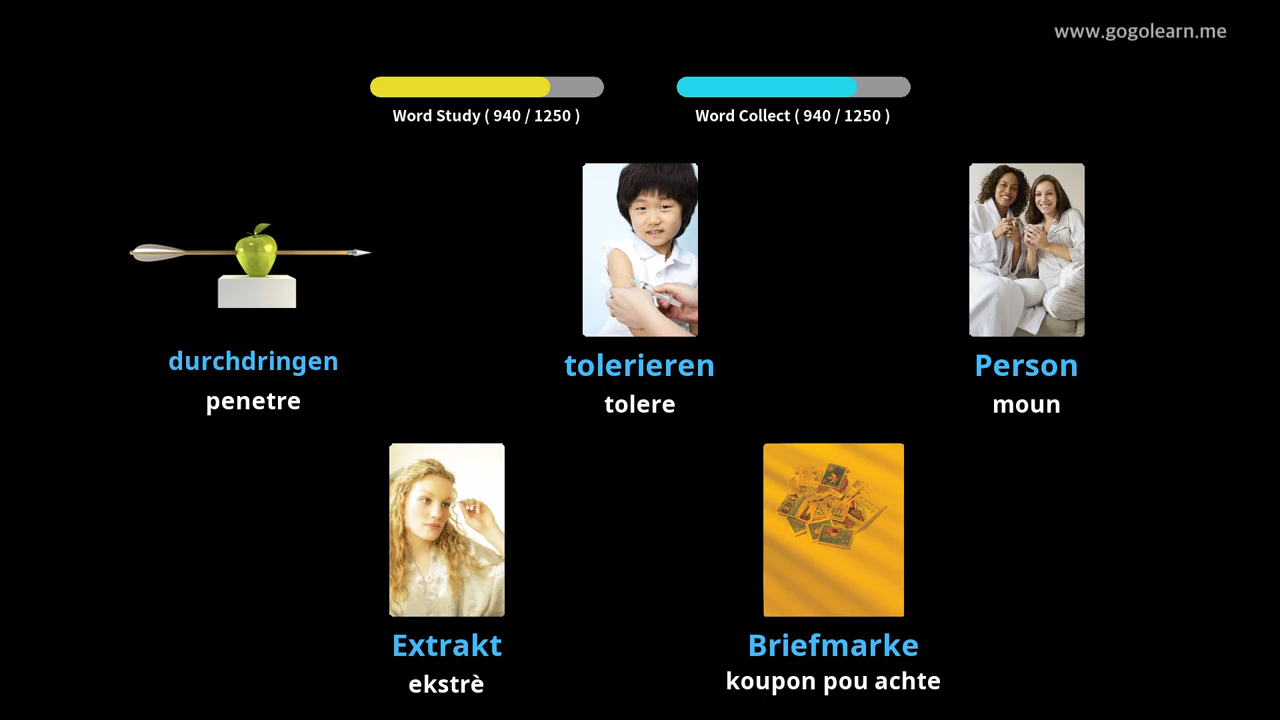 www.gogolearn.me
Word Study ( 940 / 1250 )
Word Collect ( 940 / 1250 )
durchdringen
penetre
tolerieren
tolere
Person
moun
Extrakt
ekstrè
Briefmarke
koupon pou achte